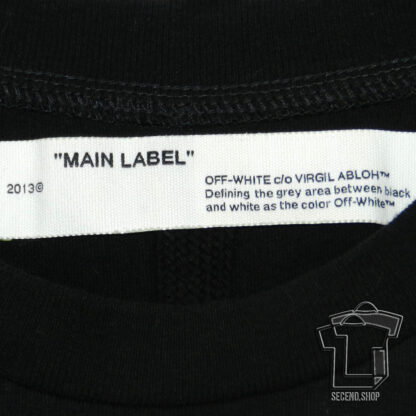 "MAIN LABEL"
2013©
OFF-WHITE c/o VIRGIL ABLOH™
Defining the grey area between black
and white as the color Off-White™
SECEND.SHOP